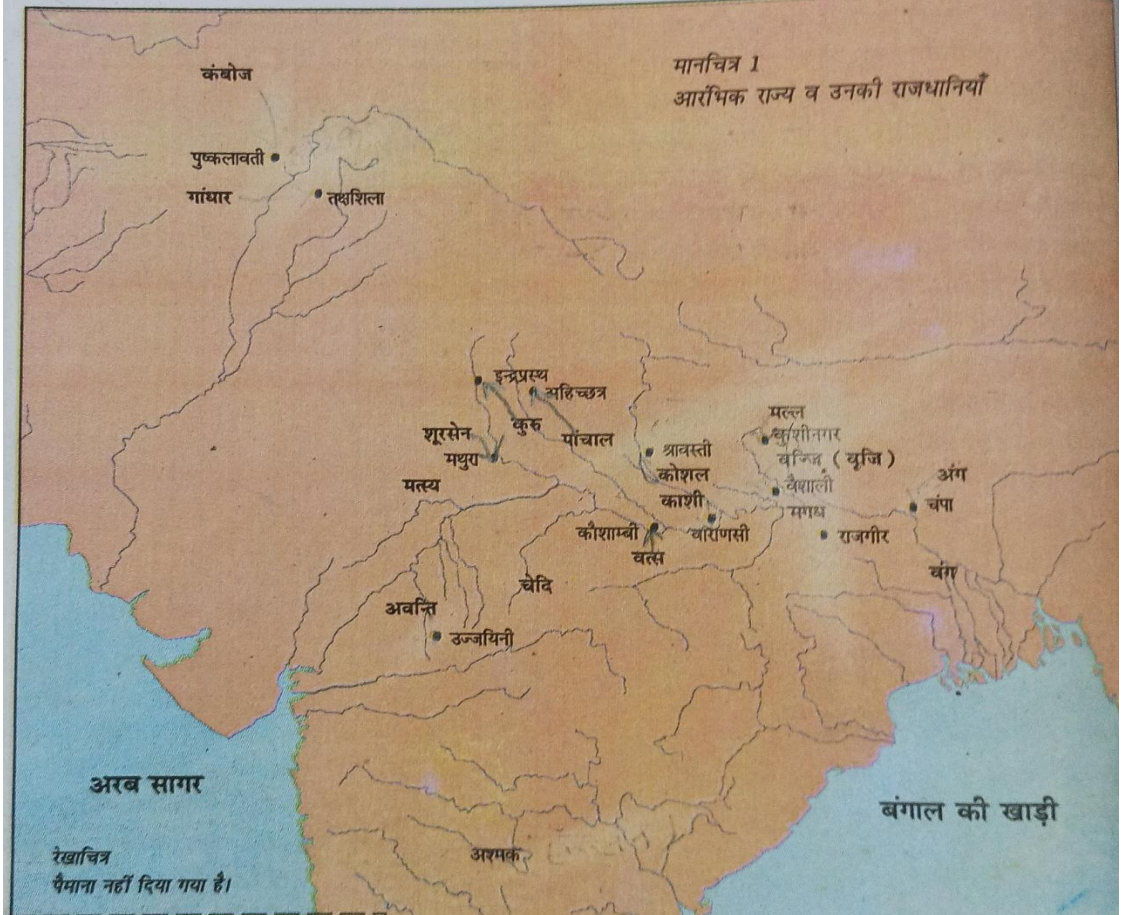 मानचित्र 1
आरंभिक राज्य व उनकी राजधानियाँ
कंबोज
पुष्कलावती
गांधार
तक्षशिला
इन्द्रप्रस्थ
अहिच्छत्र
कुरु
पांचाल
शूरसेन
मथुरा
मत्स्य
श्रावस्ती
कोशल
काशी
वाराणसी
कौशाम्बी
वत्स
मल्ल
कुशीनगर
वज्जि (वृजि)
वैशाली
मगध
राजगीर
अंग
चंपा
वंग
चेदि
अवन्ति
उज्जयिनी
अश्मक
अरब सागर
बंगाल की खाड़ी
रेखाचित्र
पैमाना नहीं दिया गया है।